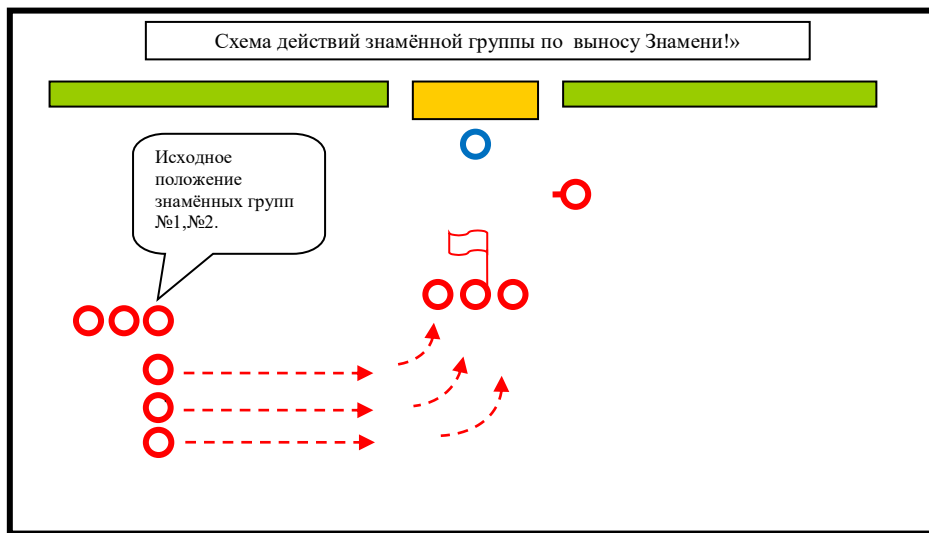 Схема действий знамённой группы по выносу Знамени!»
Исходное
положение
знамённых групп
№1,№2.